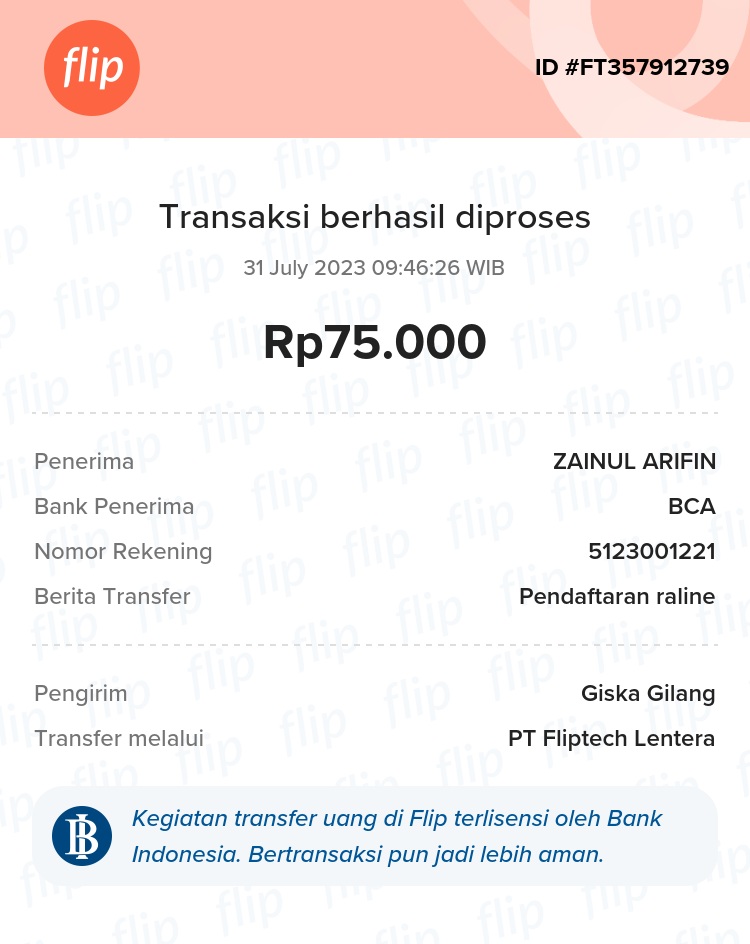 flip
ID #FT357912739
Transaksi berhasil diproses
31 July 2023 09:46:26 WIB
Rp75.000
Penerima ZAINUL ARIFIN
Bank Penerima BCA
Nomor Rekening 5123001221
Berita Transfer Pendaftaran raline
Pengirim Giska Gilang
Transfer melalui PT Fliptech Lentera
Kegiatan transfer uang di Flip terlisensi oleh Bank
Indonesia. Bertransaksi pun jadi lebih aman.